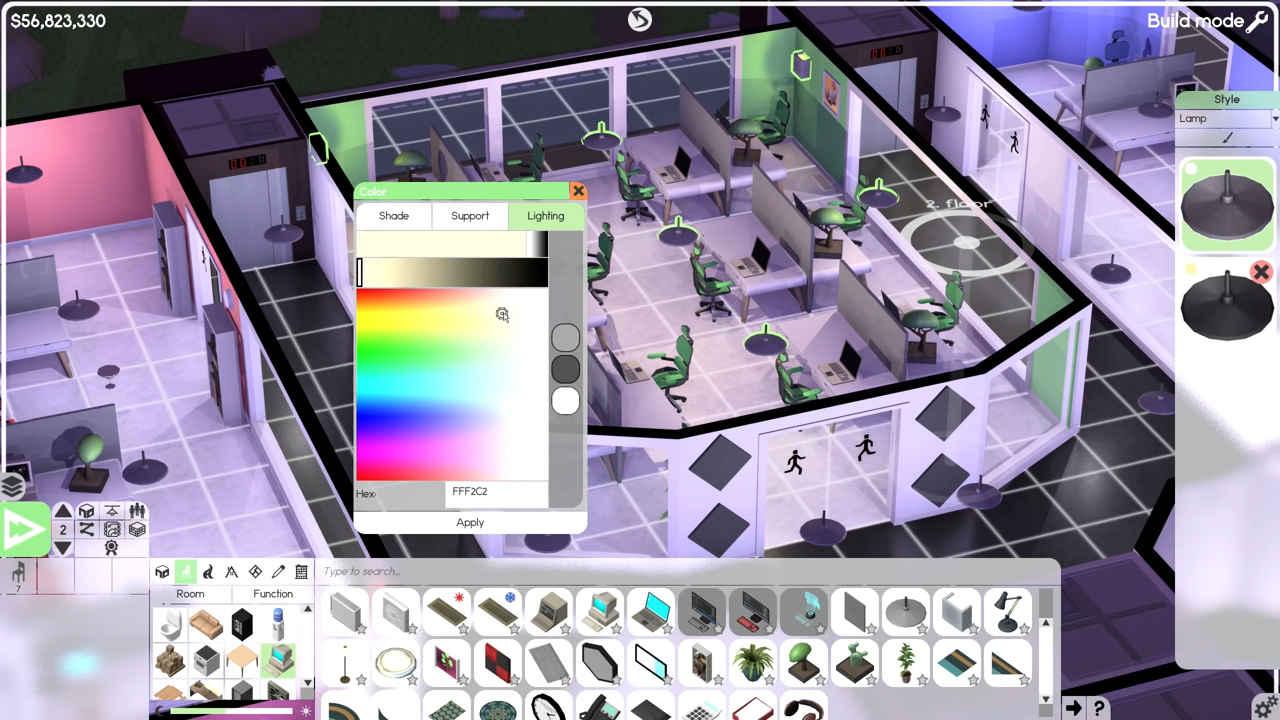 $56,823,330
Build mode
Style
Lamp
2. floor
Color
Shade
Support
Lighting
Hex:
FFF2C2
Apply
2
7
Type to search...
Room
Function
?